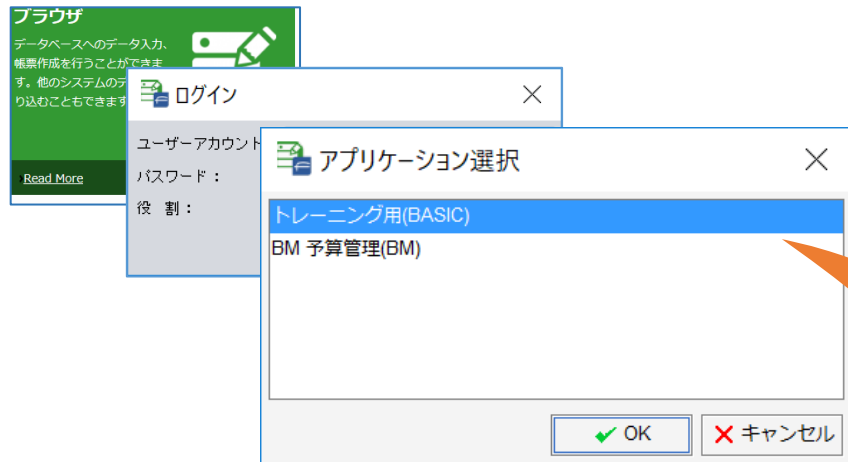 ブラウザ
データベースへのデータ入力、
帳票作成を行うことができま
す。他のシステムのデ
り込むこともできます
Read More
ログイン
ユーザーアカウント
パスワード：
役 割：
アプリケーション選択
トレーニング用(BASIC)
BM 予算管理(BM)
OK
キャンセル